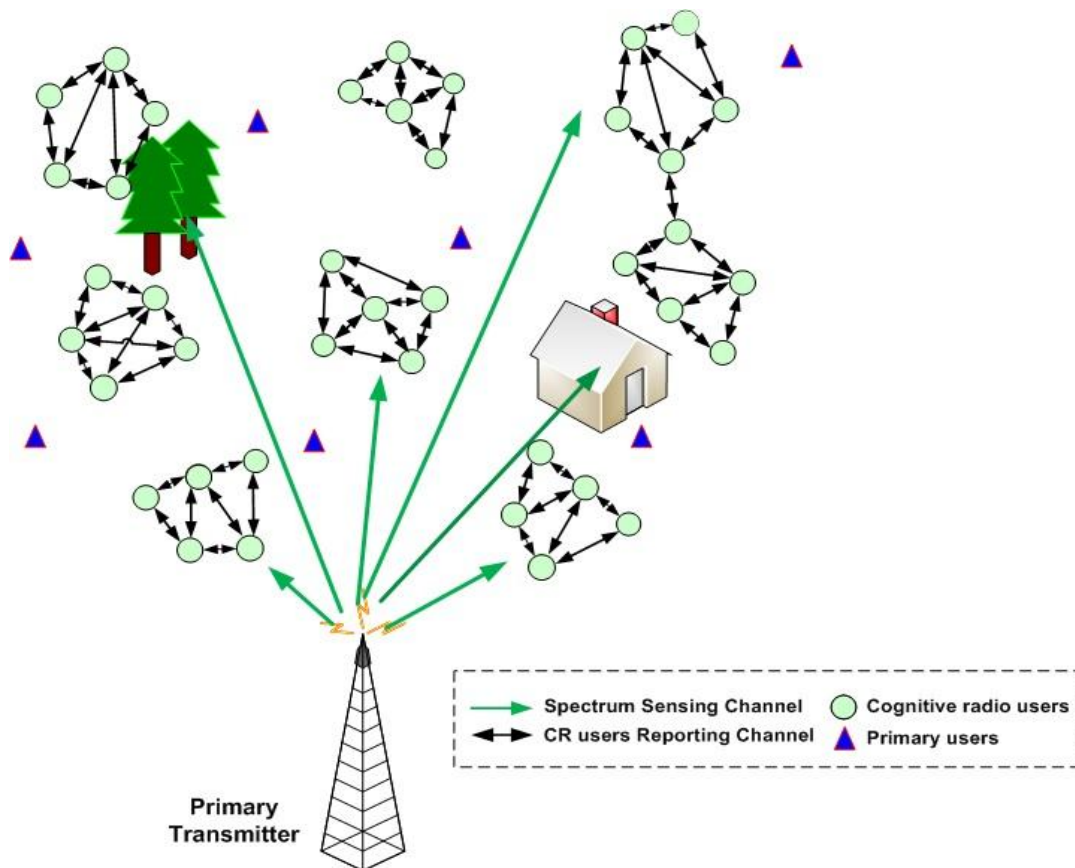 Spectrum Sensing Channel
Cognitive radio users
CR users Reporting Channel
Primary users
Primary
Transmitter